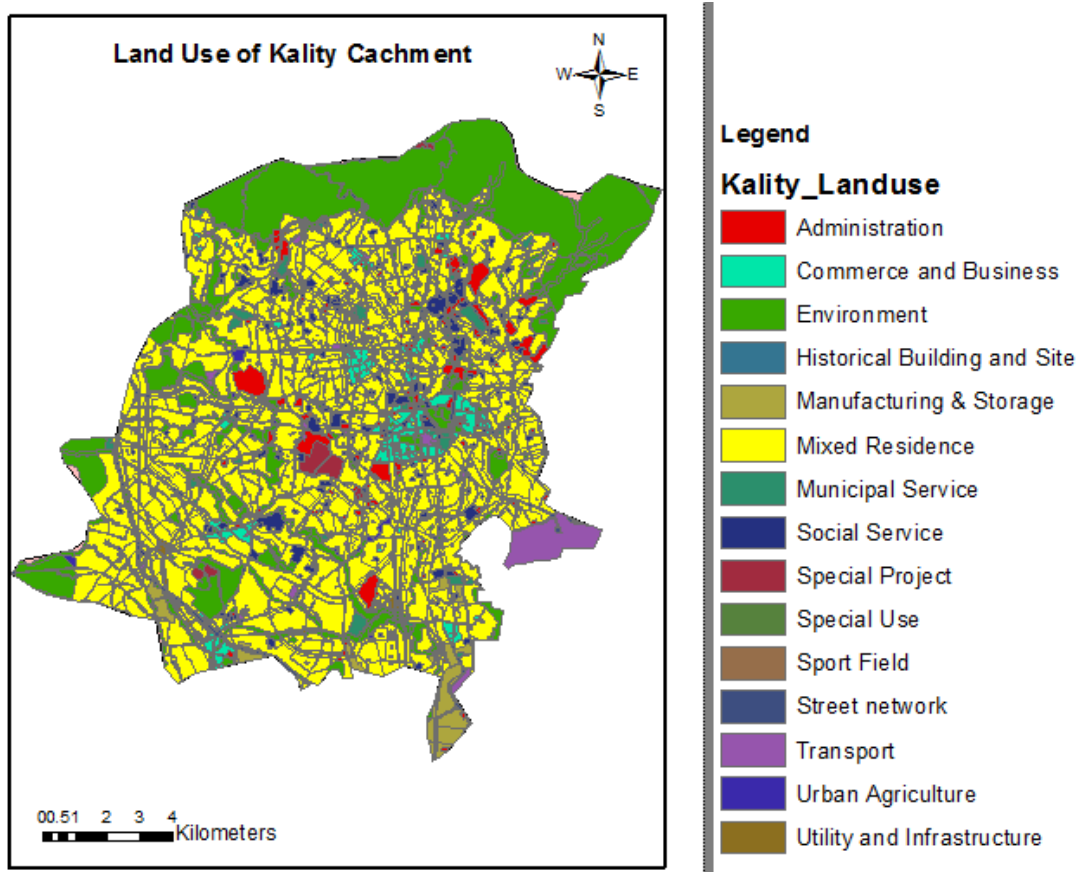 Land Use of Kality Cachment
N
W E
S
00.51 2 3 4
Kilometers
Legend
Kality_Landuse
Administration
Commerce and Business
Environment
Historical Building and Site
Manufacturing & Storage
Mixed Residence
Municipal Service
Social Service
Special Project
Special Use
Sport Field
Street network
Transport
Urban Agriculture
Utility and Infrastructure